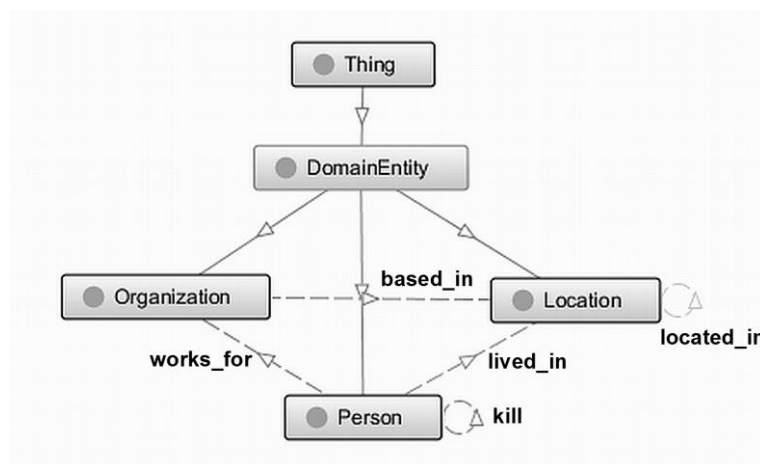 Thing
DomainEntity
based_in
Organization
Location
located_in
works_for
lived_in
Person
kill